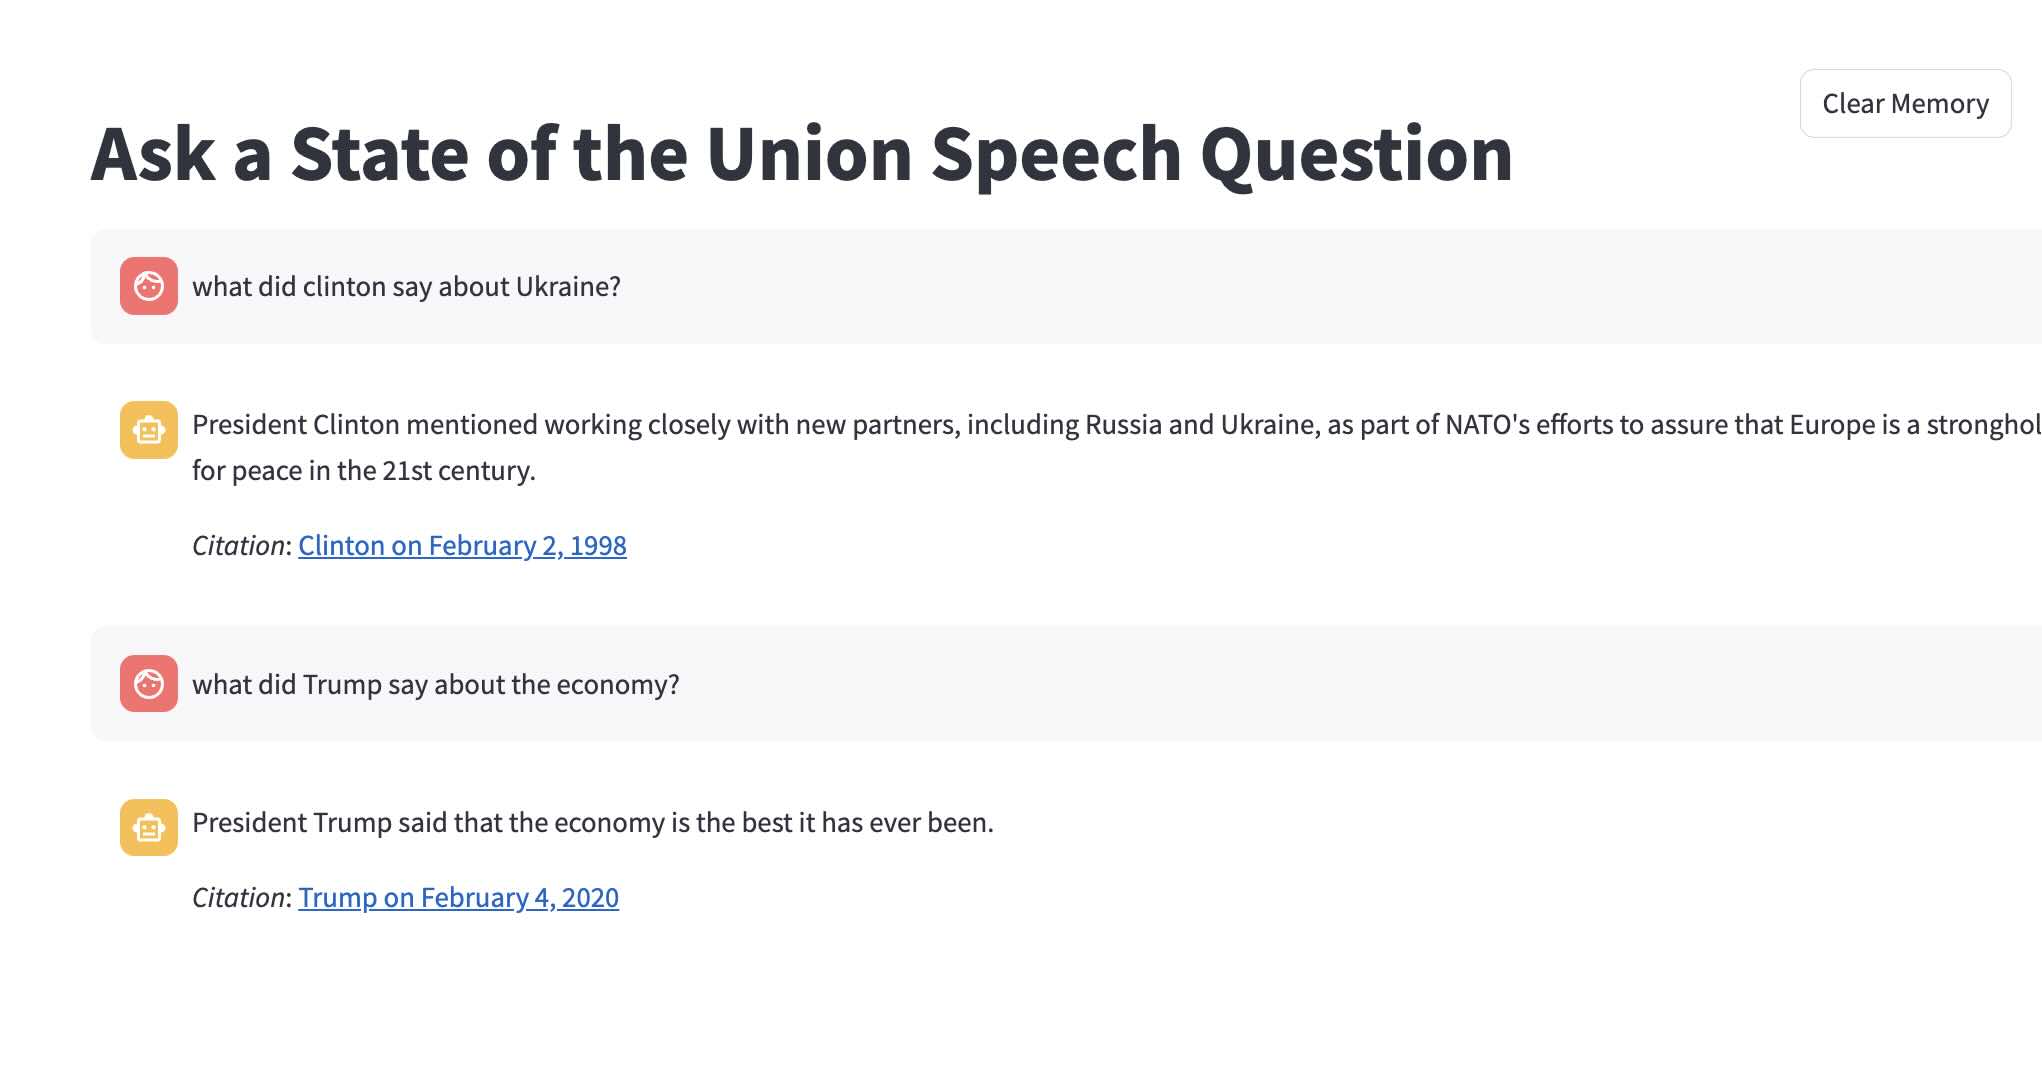 Clear Memory
Ask a State of the Union Speech Question
what did clinton say about Ukraine?
President Clinton mentioned working closely with new partners, including Russia and Ukraine, as part of NATO's efforts to assure that Europe is a stronghol
for peace in the 21st century.
Citation: Clinton on February 2, 1998
what did Trump say about the economy?
President Trump said that the economy is the best it has ever been.
Citation: Trump on February 4, 2020